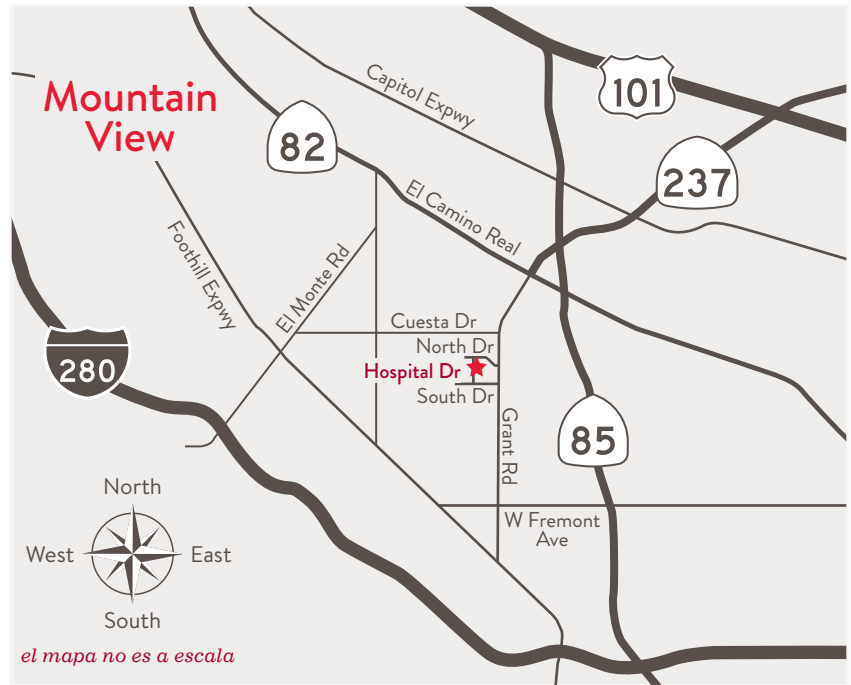 Mountain
View
101
Capitol Expwy
82
237
El Camino Real
Foothill Expwy
El Monte Rd
Cuesta Dr
North Dr
Hospital Dr
280
South Dr
Grant Rd
85
North
W Fremont
Ave
West
East
South
el mapa no es a escala